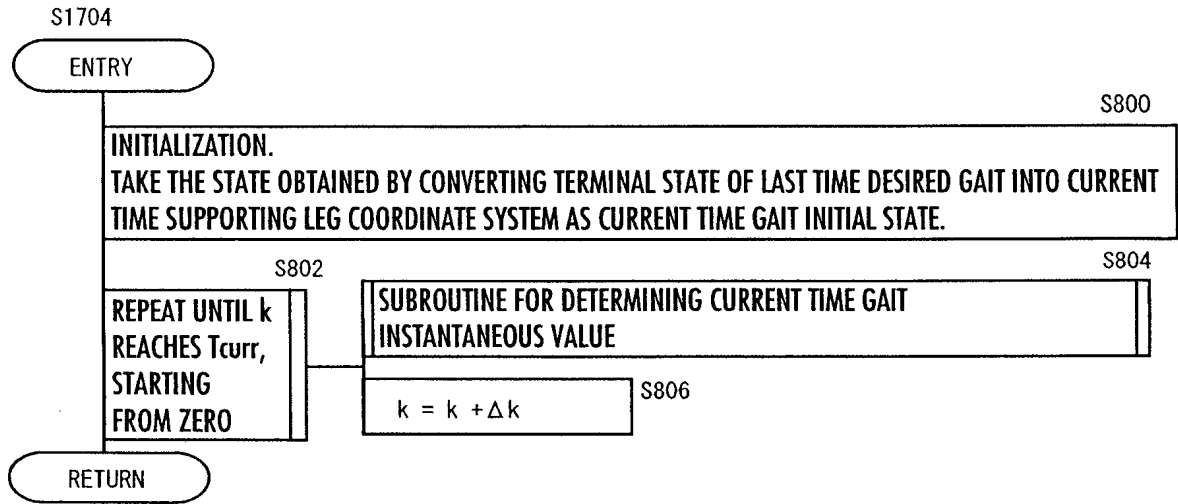 S1704
ENTRY
S800
INITIALIZATION.
TAKE THE STATE OBTAINED BY CONVERTING TERMINAL STATE OF LAST TIME DESIRED GAIT INTO CURRENT
TIME SUPPORTING LEG COORDINATE SYSTEM AS CURRENT TIME GAIT INITIAL STATE.
S802
REPEAT UNTIL k
REACHES Tcurr,
STARTING
FROM ZERO
S804
SUBROUTINE FOR DETERMINING CURRENT TIME GAIT
INSTANTANEOUS VALUE
S806
k = k +Δk
RETURN